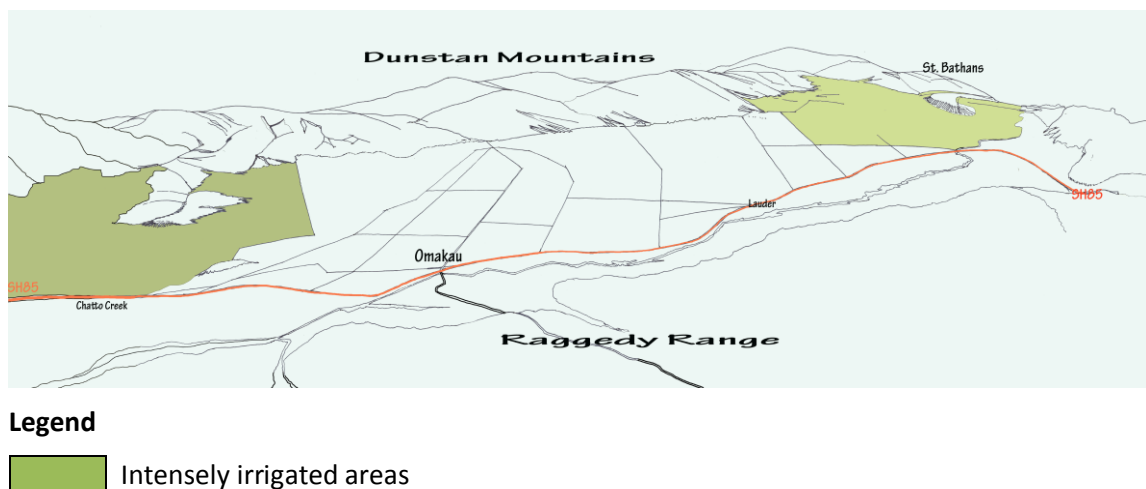 Dunstan Mountains
St. Bathans
SH85
Lauder
Omakau
SH85
Chatto Creek
Raggedy Range
Legend
Intensely irrigated areas